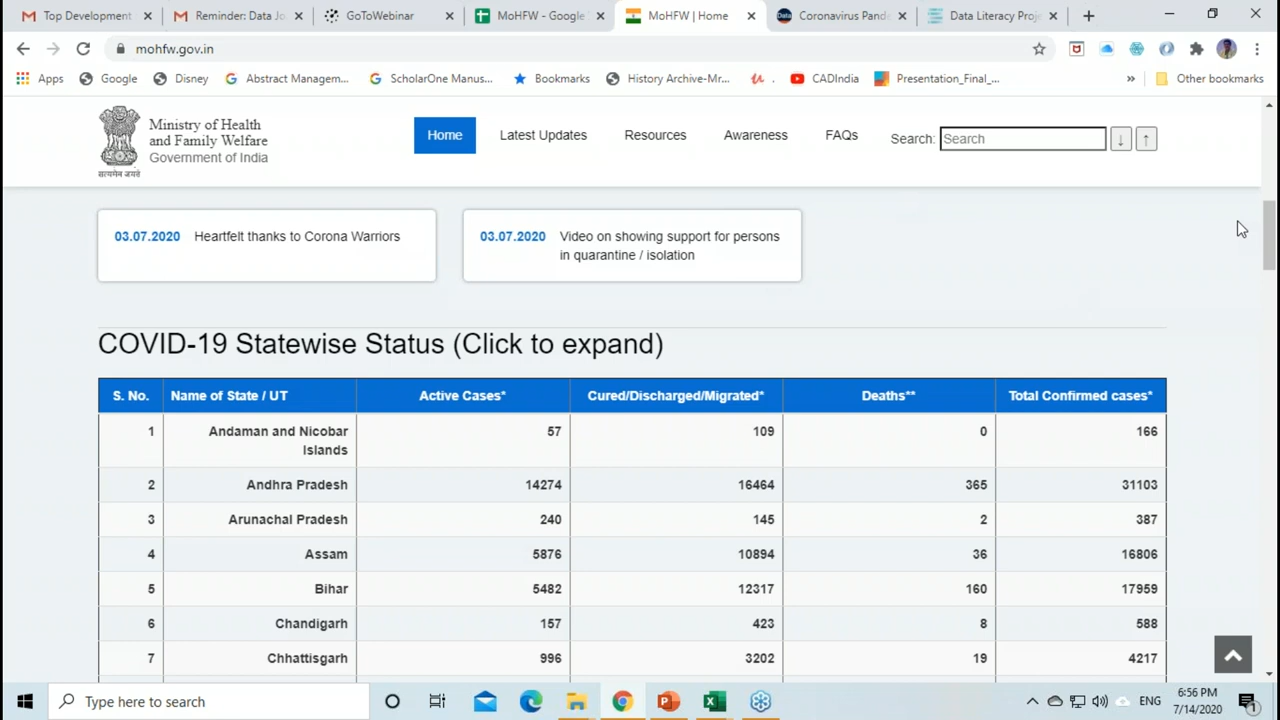 Top Development
Reminder: Data Jo
GoToWebinar
MoHFW - Google
MoHFW | Home
Coronavirus Pand
Data Literacy Proj
mohfw.gov.in
Apps
Google
Disney
Abstract Managem...
ScholarOne Manus...
Bookmarks
History Archive-Mr...
.
CADIndia
Presentation_Final_...
»
Other bookmarks
Ministry of Health
and Family Welfare
Government of India
सत्यमेव जयते
Home
Latest Updates
Resources
Awareness
FAQs
Search:
Search
↓
↑
03.07.2020 Heartfelt thanks to Corona Warriors
03.07.2020 Video on showing support for persons
in quarantine / isolation
COVID-19 Statewise Status (Click to expand)
S. No. Name of State / UT Active Cases* Cured/Discharged/Migrated* Deaths** Total Confirmed cases*
1 Andaman and Nicobar 57 109 0 166
Islands
2 Andhra Pradesh 14274 16464 365 31103
3 Arunachal Pradesh 240 145 2 387
4 Assam 5876 10894 36 16806
5 Bihar 5482 12317 160 17959
6 Chandigarh 157 423 8 588
7 Chhattisgarh 996 3202 19 4217
Type here to search
ENG
6:56 PM
7/14/2020
1